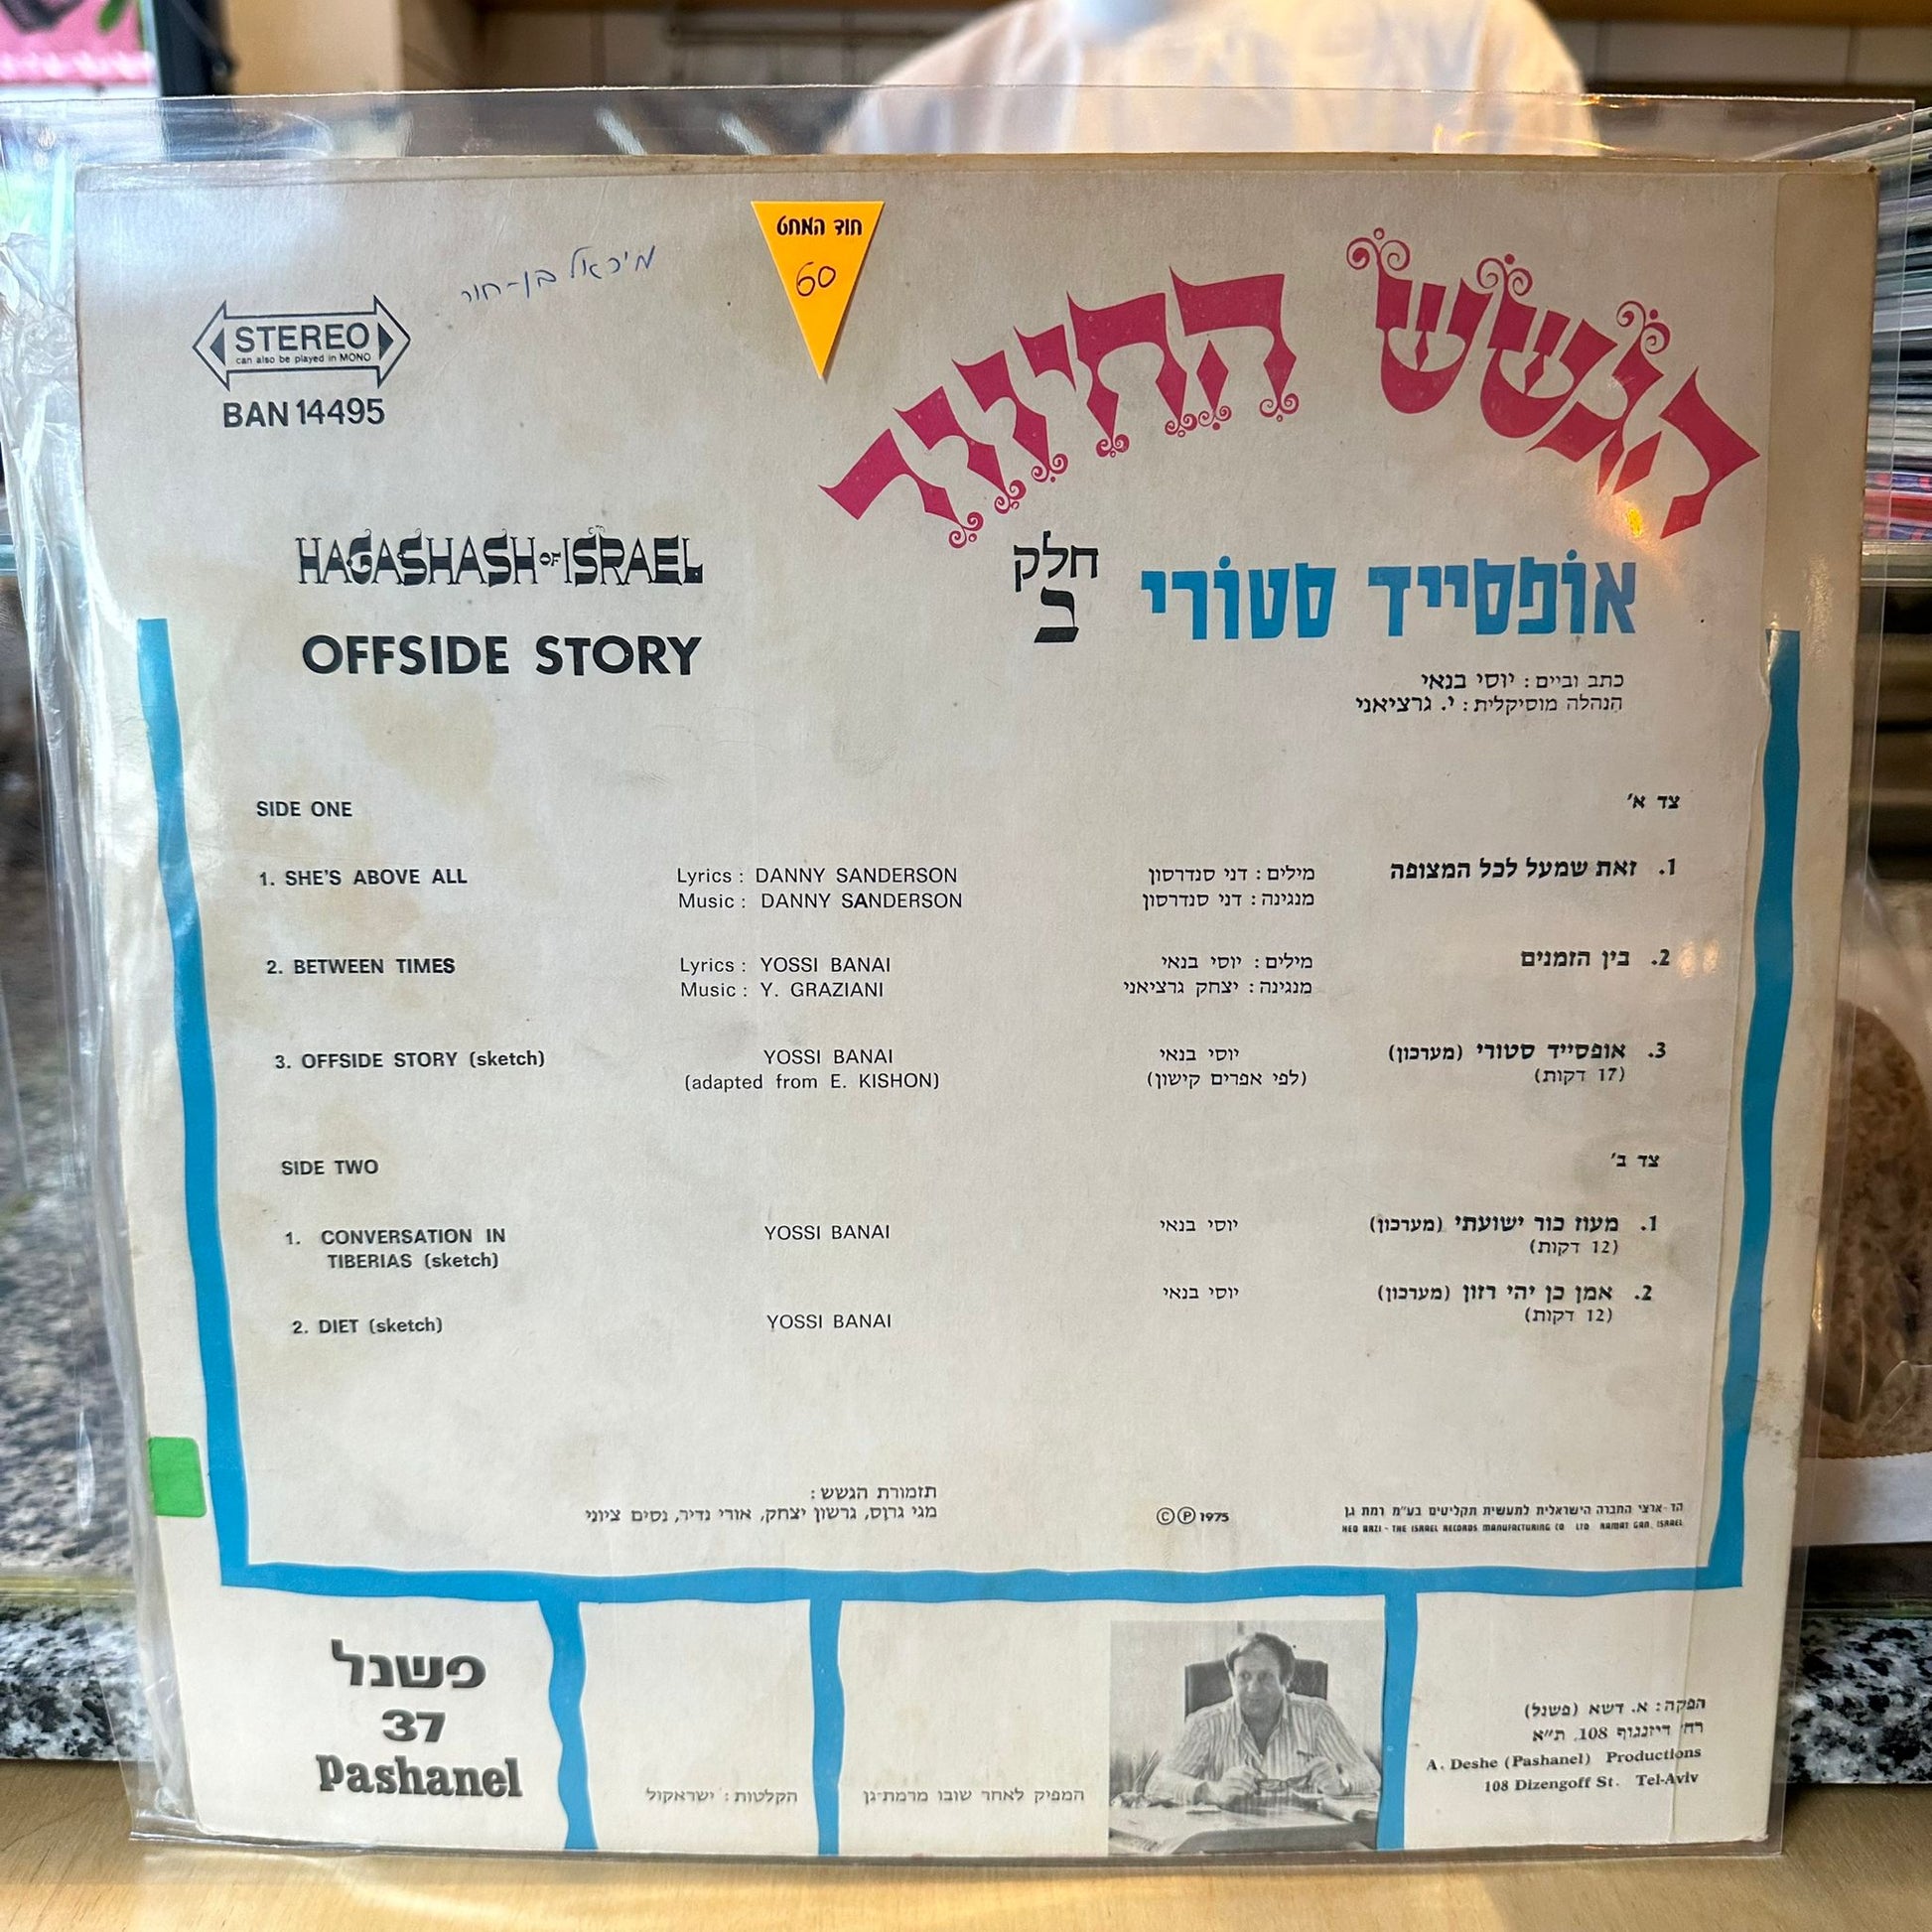 חוד המחט
60
מיכאל בן-חור
STEREO
can also be played in MONO
BAN 14495
הגשש החיוור
HAGASHASH OF ISRAEL
OFFSIDE STORY
אופסייד סטורי
חלק
ב
כתב וביים : יוסי בנאי
הנהלה מוסיקלית : י. גרציאני
SIDE ONE
צד א'
1. SHE'S ABOVE ALL
Lyrics : DANNY SANDERSON
Music : DANNY SANDERSON
1. זאת שמעל לכל המצופה
מילים : דני סנדרסון
מנגינה : דני סנדרסון
2. BETWEEN TIMES
Lyrics : YOSSI BANAI
Music : Y. GRAZIANI
2. בין הזמנים
מילים : יוסי בנאי
מנגינה : יצחק גרציאני
3. OFFSIDE STORY (sketch)
YOSSI BANAI
(adapted from E. KISHON)
3. אופסייד סטורי (מערכון)
(17 דקות)
יוסי בנאי
(לפי אפרים קישון)
SIDE TWO
צד ב'
1. CONVERSATION IN
TIBERIAS (sketch)
YOSSI BANAI
1. מעוז כור ישועתי (מערכון)
(12 דקות)
יוסי בנאי
2. DIET (sketch)
YOSSI BANAI
2. אמן כן יהי רזון (מערכון)
(12 דקות)
יוסי בנאי
תזמורת הגשש :
מגי גרוס, גרשון יצחק, אורי נדיר, נסים ציוני
©℗ 1975
הד-ארצי החברה הישראלית לתעשית תקליטים בע"מ רמת גן
HED ARZI - THE ISRAEL RECORDS MANUFACTURING CO LTD RAMAT GAN, ISRAEL
פשנל
37
Pashanel
הקלטות : ישראקול
המפיק לאחר שובו מרמת-גן
הפקה : א. דשא (פשנל)
רח' דיזנגוף 108, ת"א
A. Deshe (Pashanel) Productions
108 Dizengoff St. Tel-Aviv